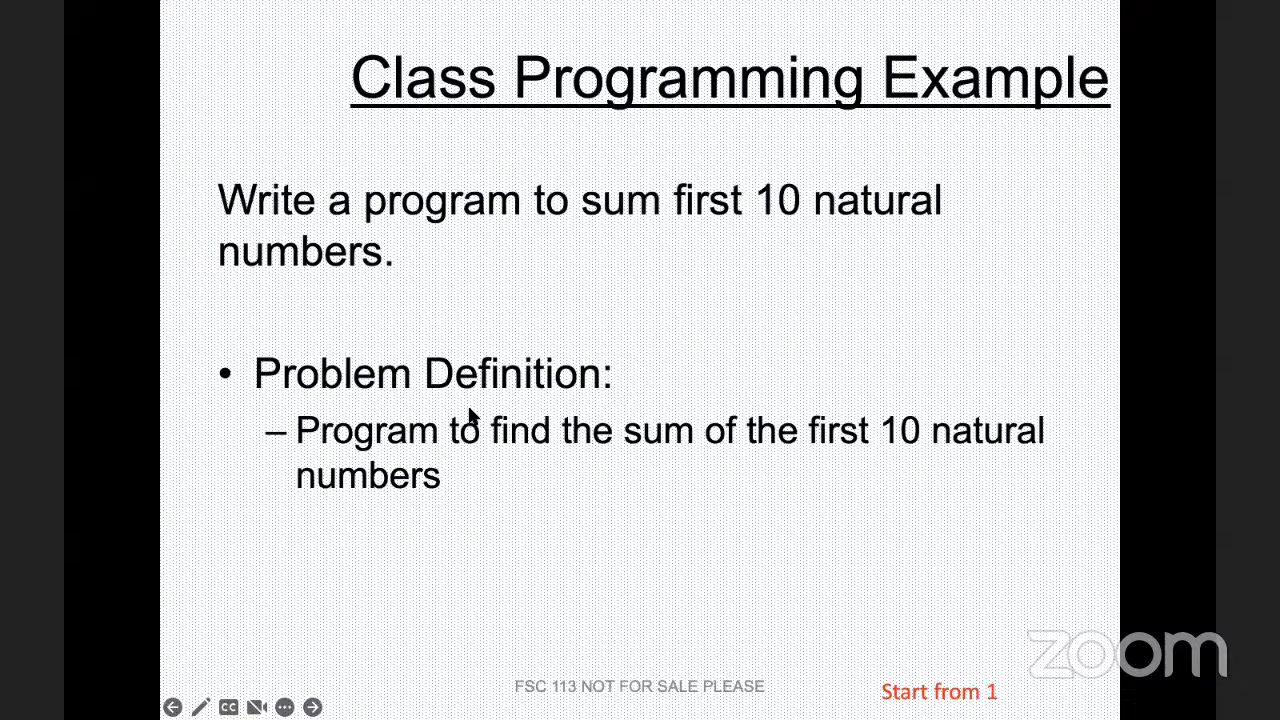 Class Programming Example
Write a program to sum first 10 natural
numbers.
• Problem Definition:
– Program to find the sum of the first 10 natural
numbers
zoom
FSC 113 NOT FOR SALE PLEASE
Start from 1
CC